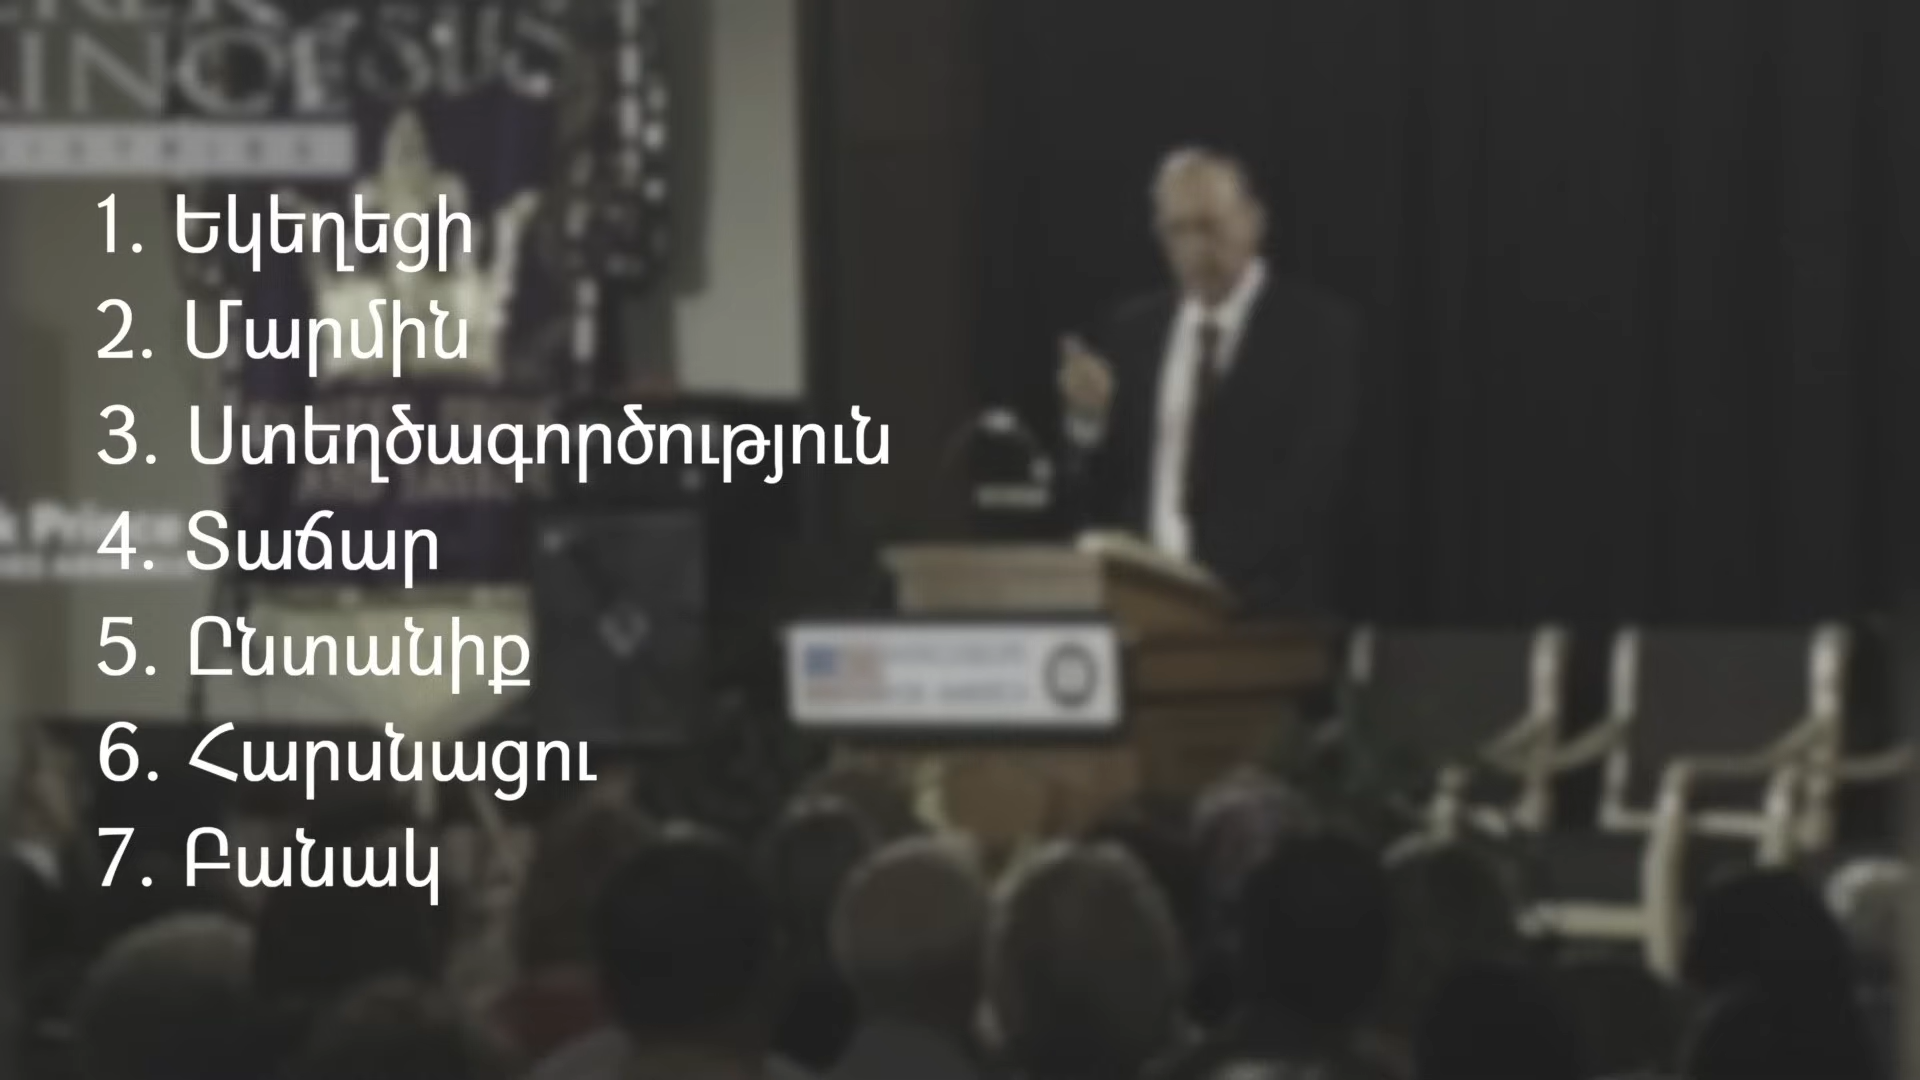 1. Եկեղեցի
2. Մարմին
3. Ստեղծագործություն
4. Տաճար
5. Ընտանիք
6. Հարսնացու
7. Բանակ